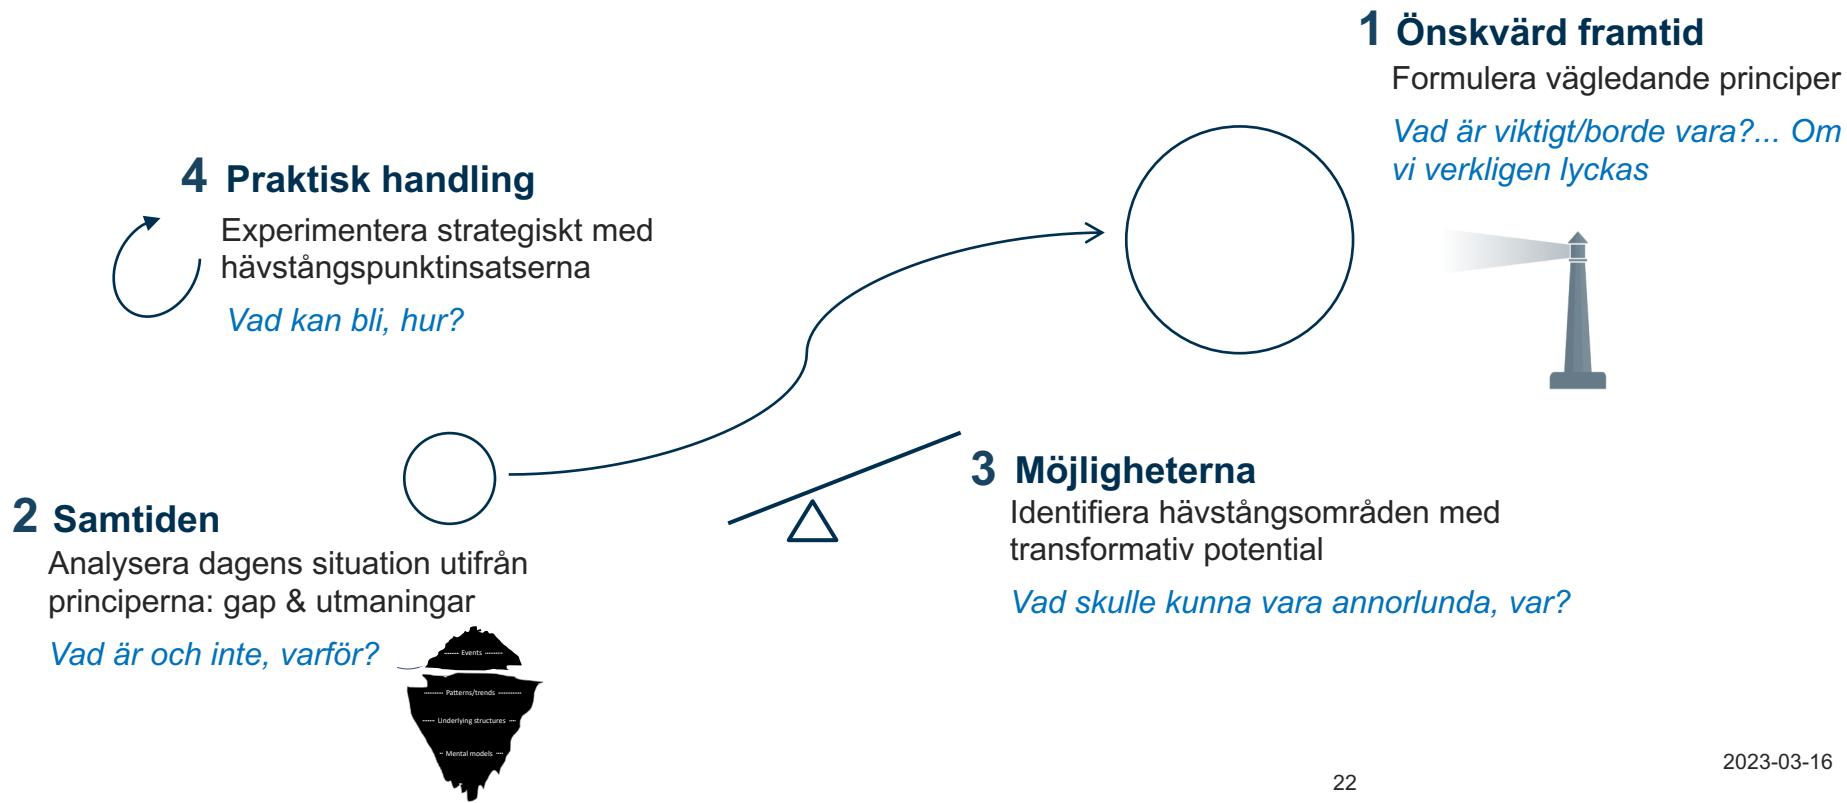 1 Önskvärd framtid
Formulera vägledande principer
Vad är viktigt/borde vara?... Om
vi verkligen lyckas
4 Praktisk handling
Experimentera strategiskt med
hävstångspunktinsatserna
Vad kan bli, hur?
2 Samtiden
Analysera dagens situation utifrån
principerna: gap & utmaningar
Vad är och inte, varför?
Events
Patterns/trends
Underlying structures
Mental models
3 Möjligheterna
Identifiera hävstångsområden med
transformativ potential
Vad skulle kunna vara annorlunda, var?
22
2023-03-16